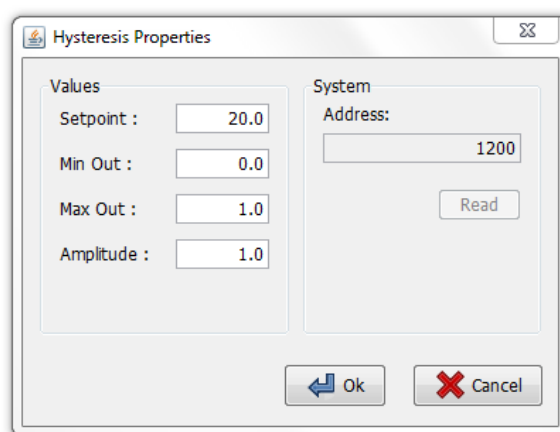 Hysteresis Properties
Values
Setpoint : 20.0
Min Out : 0.0
Max Out : 1.0
Amplitude : 1.0
System
Address:
1200
Read
Ok
Cancel